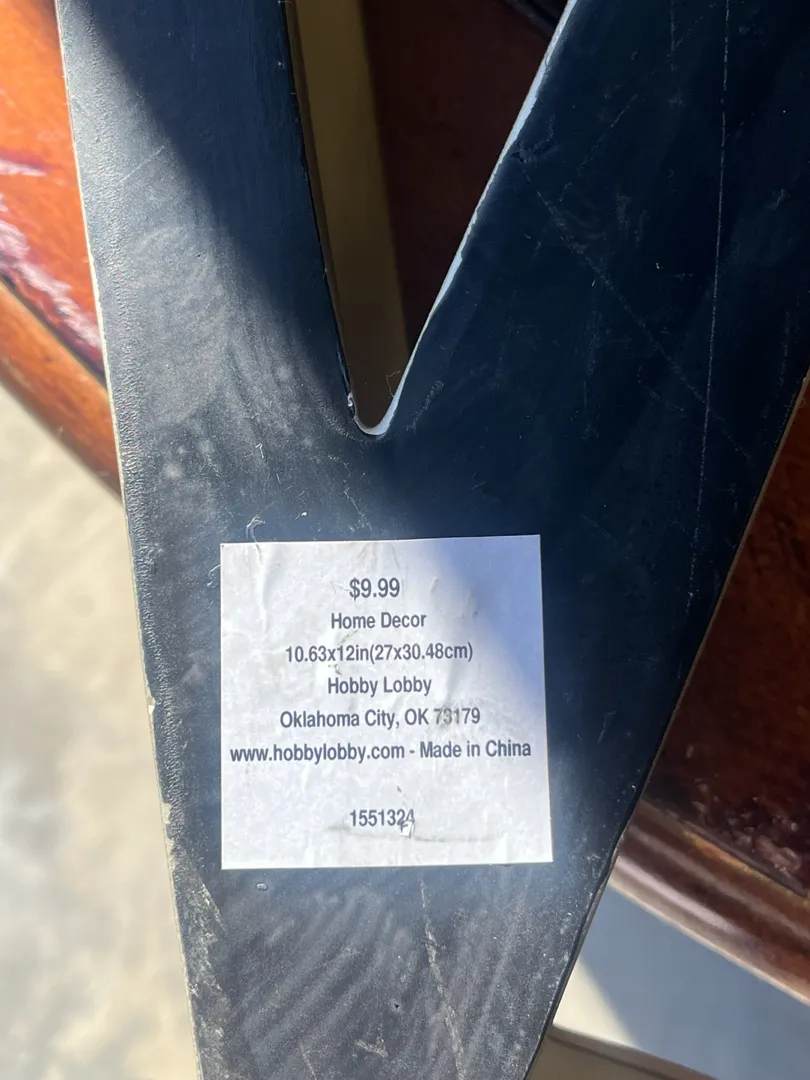 $9.99
Home Decor
10.63x12in(27x30.48cm)
Hobby Lobby
Oklahoma City, OK 73179
www.hobbylobby.com - Made in China
1551324